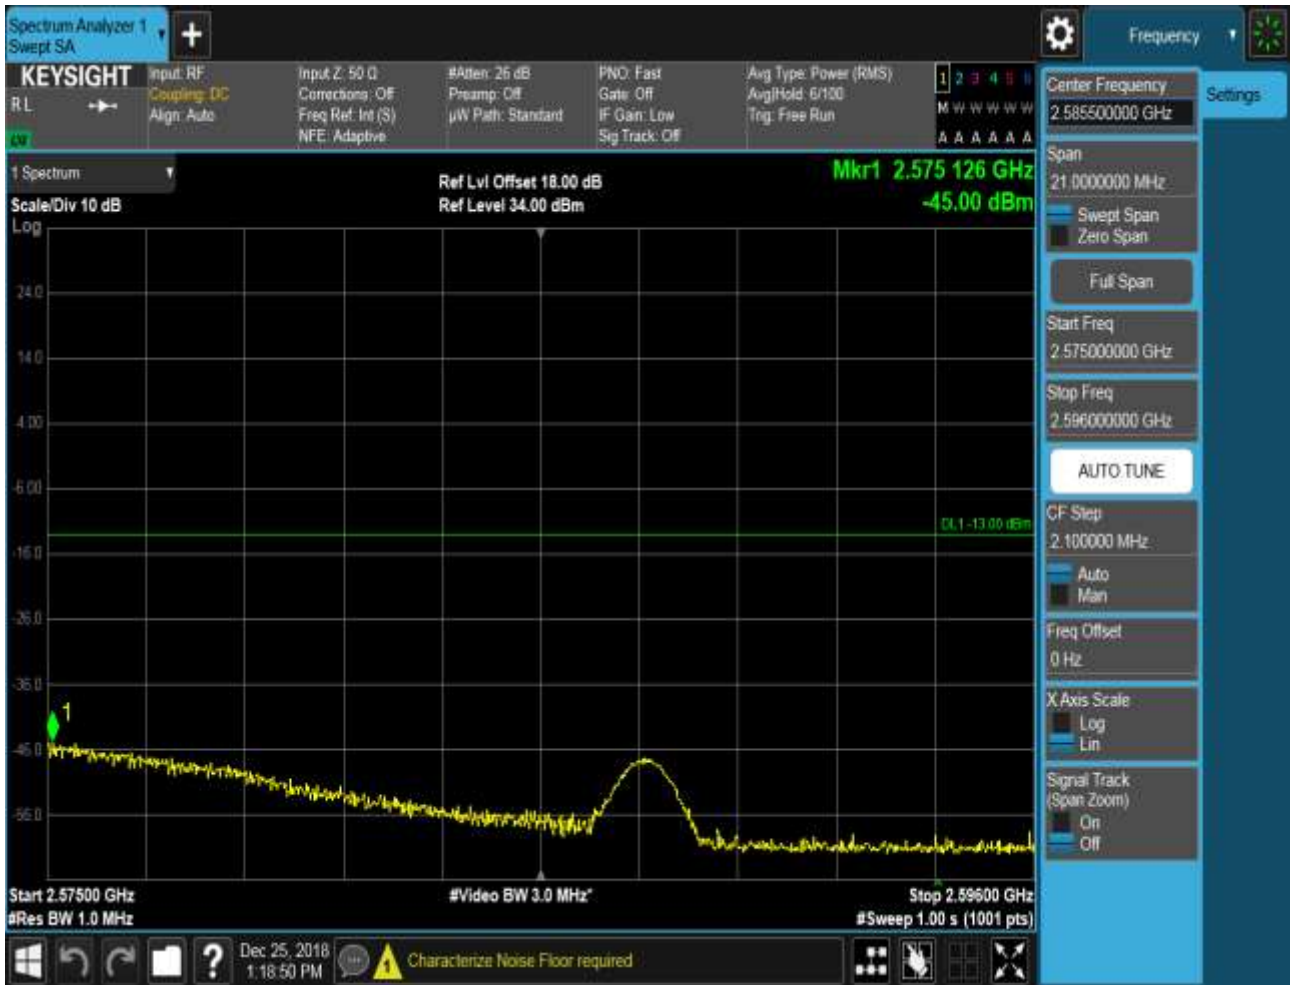 Spectrum Analyzer 1
Swept SA
+
Frequency
KEYSIGHT
RL
Input: RF
Coupling: DC
Align: Auto
Input Z: 50 Ω
Corrections: Off
Freq Ref: Int (S)
NFE: Adaptive
#Atten: 26 dB
Preamp: Off
µW Path: Standard
PNO: Fast
Gate: Off
IF Gain: Low
Sig Track: Off
Avg Type: Power (RMS)
Avg|Hold: 6/100
Trig: Free Run
1 2 3 4 5 6
M W W W W W
A A A A A A
1 Spectrum
Scale/Div 10 dB
Log
Ref Lvl Offset 18.00 dB
Ref Level 34.00 dBm
Mkr1 2.575 126 GHz
-45.00 dBm
24.0
14.0
4.00
-6.00
-16.0
-26.0
-36.0
-46.0
-56.0
DL1 -13.00 dBm
1
Start 2.57500 GHz
#Res BW 1.0 MHz
#Video BW 3.0 MHz*
Stop 2.59600 GHz
#Sweep 1.00 s (1001 pts)
Center Frequency
2.585500000 GHz
Settings
Span
21.0000000 MHz
Swept Span
Zero Span
Full Span
Start Freq
2.575000000 GHz
Stop Freq
2.596000000 GHz
AUTO TUNE
CF Step
2.100000 MHz
Auto
Man
Freq Offset
0 Hz
X Axis Scale
Log
Lin
Signal Track
(Span Zoom)
On
Off
?
Dec 25, 2018
1:18:50 PM
1
Characterize Noise Floor required